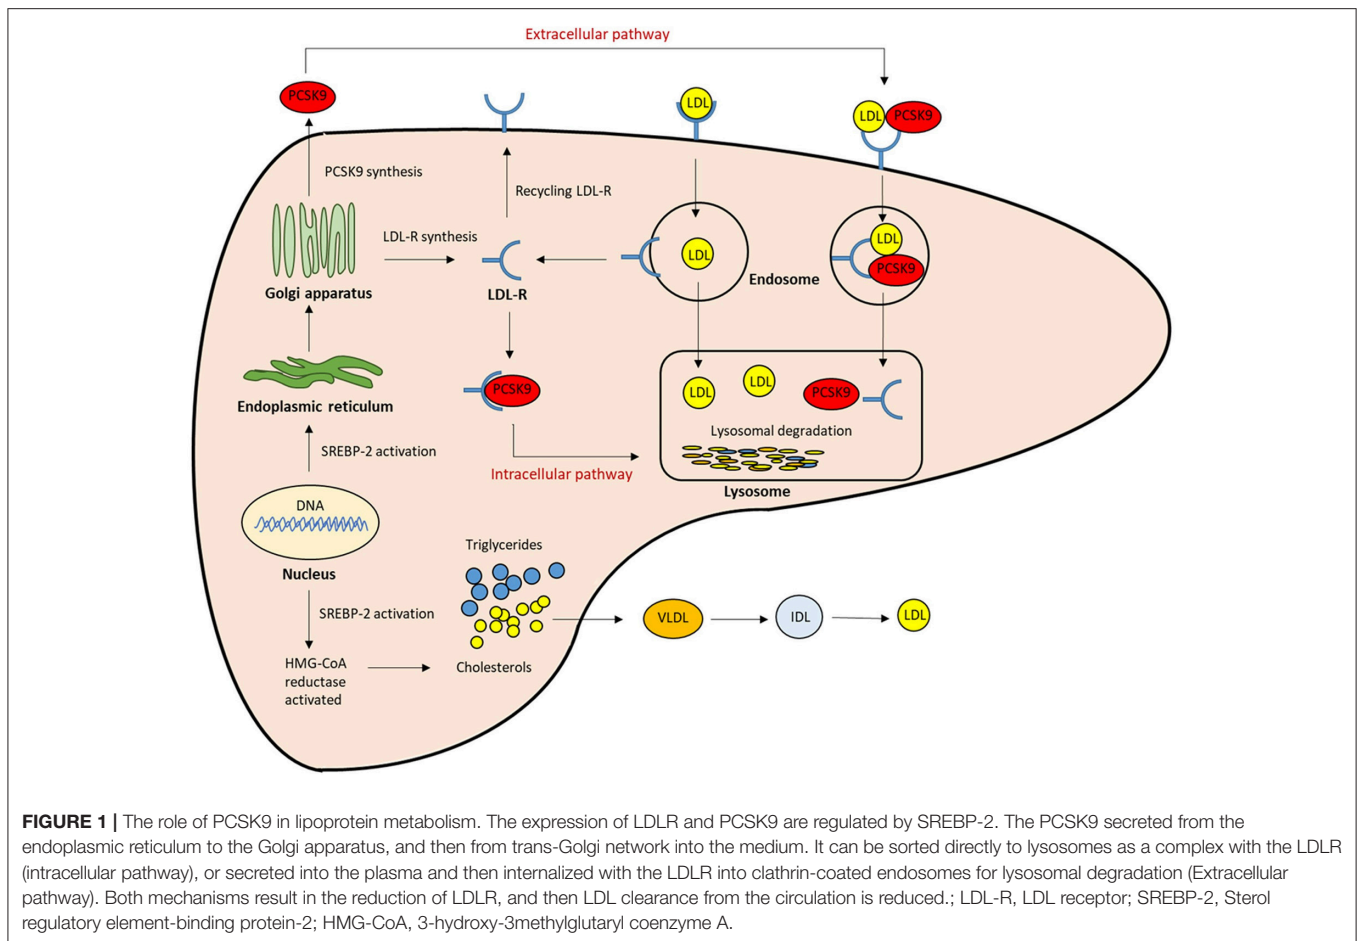 Extracellular pathway
PCSK9
LDL
LDL
PCSK9
PCSK9 synthesis
Recycling LDL-R
LDL-R synthesis
LDL
LDL
PCSK9
Golgi apparatus
LDL-R
Endosome
PCSK9
LDL
LDL
PCSK9
Endoplasmic reticulum
Lysosomal degradation
SREBP-2 activation
Intracellular pathway
Lysosome
DNA
Nucleus
Triglycerides
SREBP-2 activation
VLDL
IDL
LDL
HMG-CoA
reductase
activated
Cholesterols
FIGURE 1 | The role of PCSK9 in lipoprotein metabolism. The expression of LDLR and PCSK9 are regulated by SREBP-2. The PCSK9 secreted from the
endoplasmic reticulum to the Golgi apparatus, and then from trans-Golgi network into the medium. It can be sorted directly to lysosomes as a complex with the LDLR
(intracellular pathway), or secreted into the plasma and then internalized with the LDLR into clathrin-coated endosomes for lysosomal degradation (Extracellular
pathway). Both mechanisms result in the reduction of LDLR, and then LDL clearance from the circulation is reduced.; LDL-R, LDL receptor; SREBP-2, Sterol
regulatory element-binding protein-2; HMG-CoA, 3-hydroxy-3methylglutaryl coenzyme A.